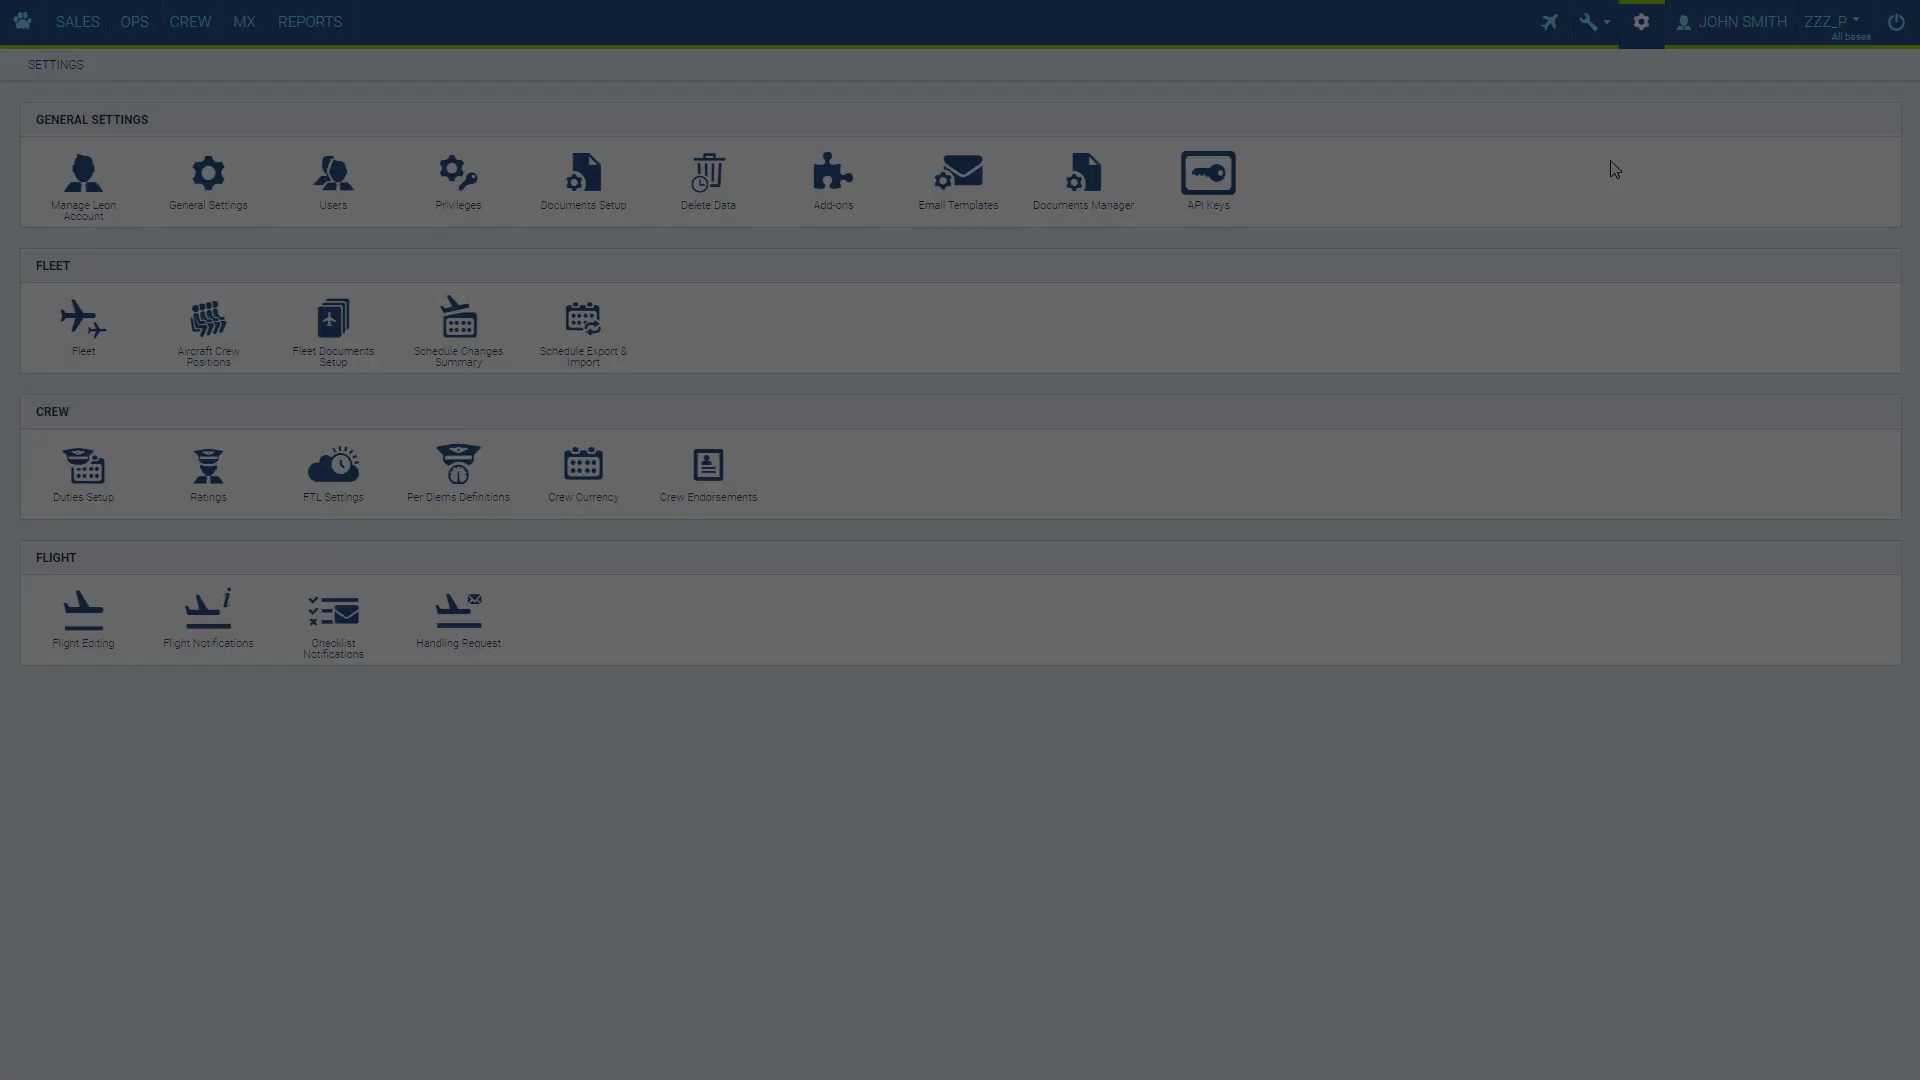 SALES OPS CREW MX REPORTS JOHN SMITH ZZZ_P
All bases
SETTINGS
GENERAL SETTINGS
Manage Leon
Account
General Settings
Users
Privileges
Documents Setup
Delete Data
Add-ons
Email Templates
Documents Manager
API Keys
FLEET
Fleet
Aircraft Crew
Positions
Fleet Documents
Setup
Schedule Changes
Summary
Schedule Export &
Import
CREW
Duties Setup
Ratings
FTL Settings
Per Diems Definitions
Crew Currency
Crew Endorsements
FLIGHT
Flight Editing
Flight Notifications
Checklist
Notifications
Handling Request